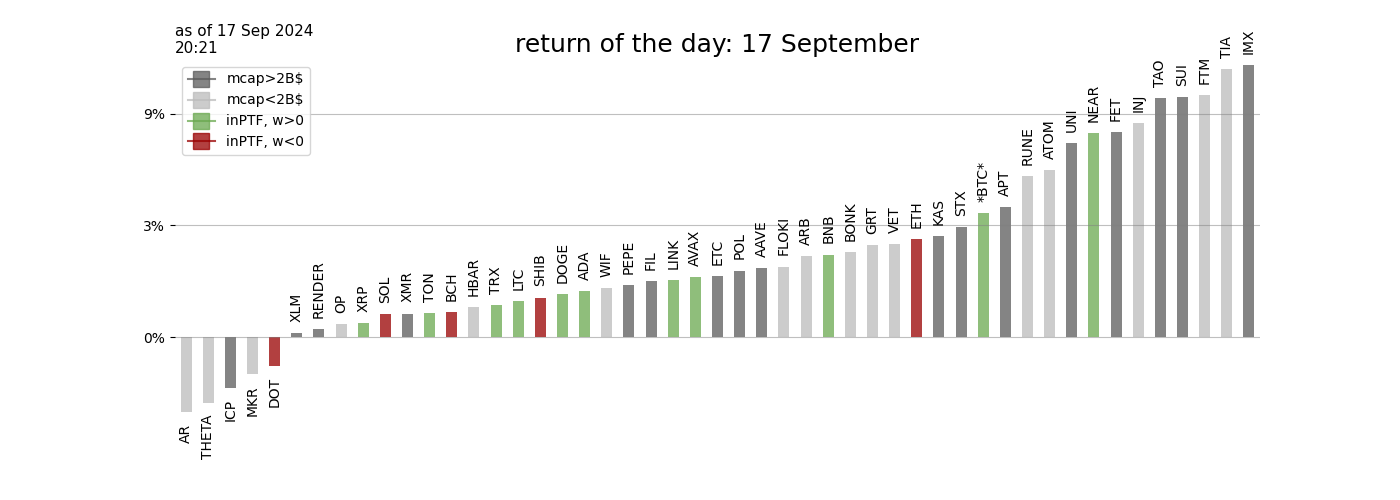 as of 17 Sep 2024
20:21
return of the day: 17 September
mcap>2B$
mcap<2B$
inPTF, w>0
inPTF, w<0
9%
3%
0%
AR
THETA
ICP
MKR
DOT
XLM
RENDER
OP
XRP
SOL
XMR
TON
BCH
HBAR
TRX
LTC
SHIB
DOGE
ADA
WIF
PEPE
FIL
LINK
AVAX
ETC
POL
AAVE
FLOKI
ARB
BNB
BONK
GRT
VET
ETH
KAS
STX
*BTC*
APT
RUNE
ATOM
UNI
NEAR
FET
INJ
TAO
SUI
FTM
TIA
IMX